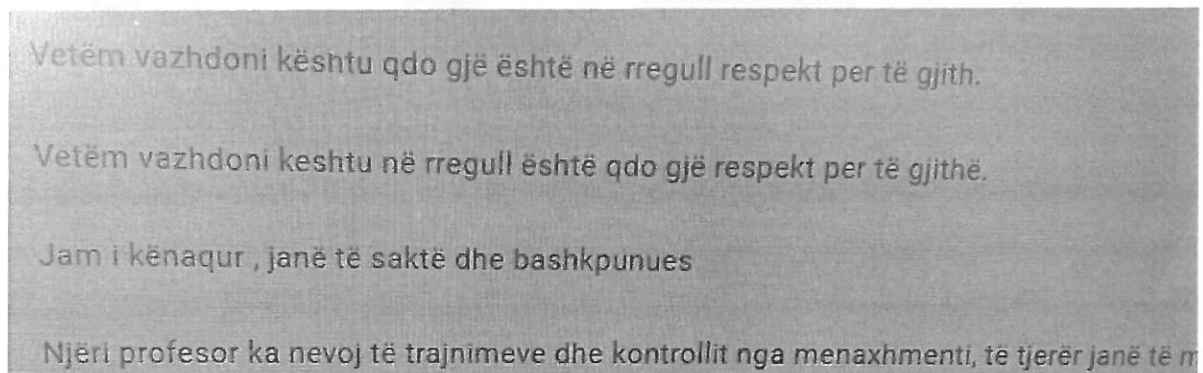 Vetëm vazhdoni kështu qdo gjë është në rregull respekt per të gjith.
Vetëm vazhdoni keshtu në rregull është qdo gjë respekt per të gjithë.
Jam i kënaqur , janë të saktë dhe bashkpunues
Njëri profesor ka nevoj të trajnimeve dhe kontrollit nga menaxhmenti, të tjerër janë të